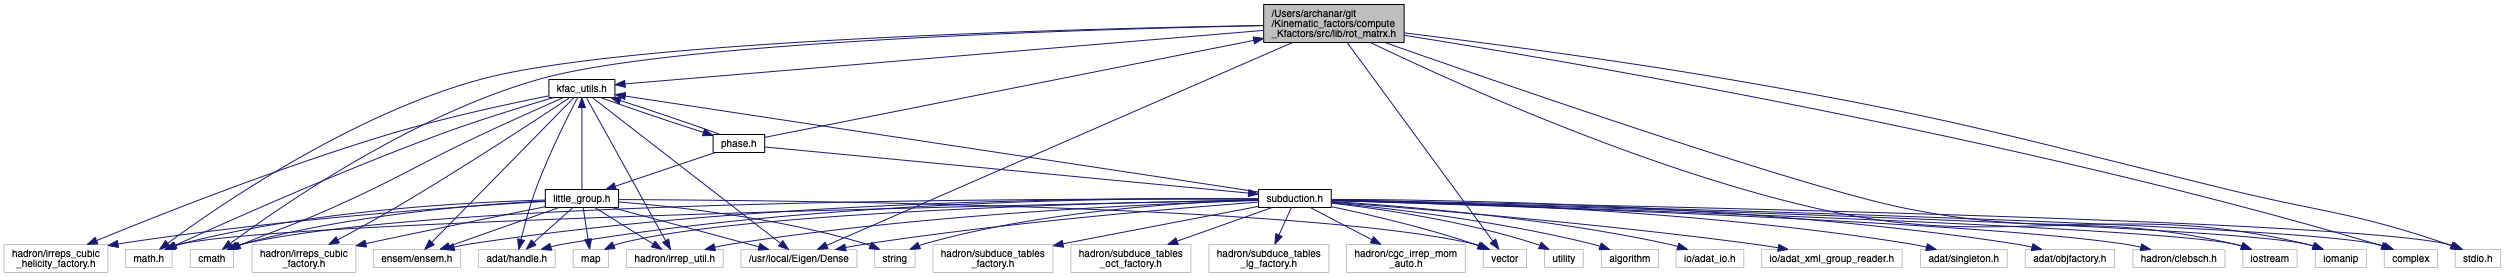 /Users/archanar/git
/Kinematic_factors/compute
_Kfactors/src/lib/rot_matrx.h
kfac_utils.h
phase.h
little_group.h
subduction.h
hadron/irreps_cubic
_helicity_factory.h
math.h
cmath
hadron/irreps_cubic
_factory.h
ensem/ensem.h
adat/handle.h
map
hadron/irrep_util.h
/usr/local/Eigen/Dense
string
hadron/subduce_tables
_factory.h
hadron/subduce_tables
_oct_factory.h
hadron/subduce_tables
_lg_factory.h
hadron/cgc_irrep_mom
_auto.h
vector
utility
algorithm
io/adat_io.h
io/adat_xml_group_reader.h
adat/singleton.h
adat/objfactory.h
hadron/clebsch.h
iostream
iomanip
complex
stdio.h